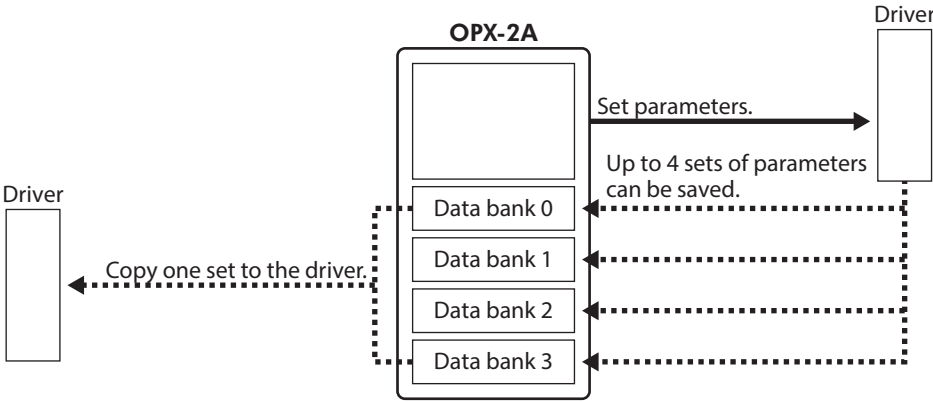 Driver
OPX-2A
Set parameters.
Up to 4 sets of parameters
can be saved.
Driver
Data bank 0
Data bank 1
Copy one set to the driver.
Data bank 2
Data bank 3